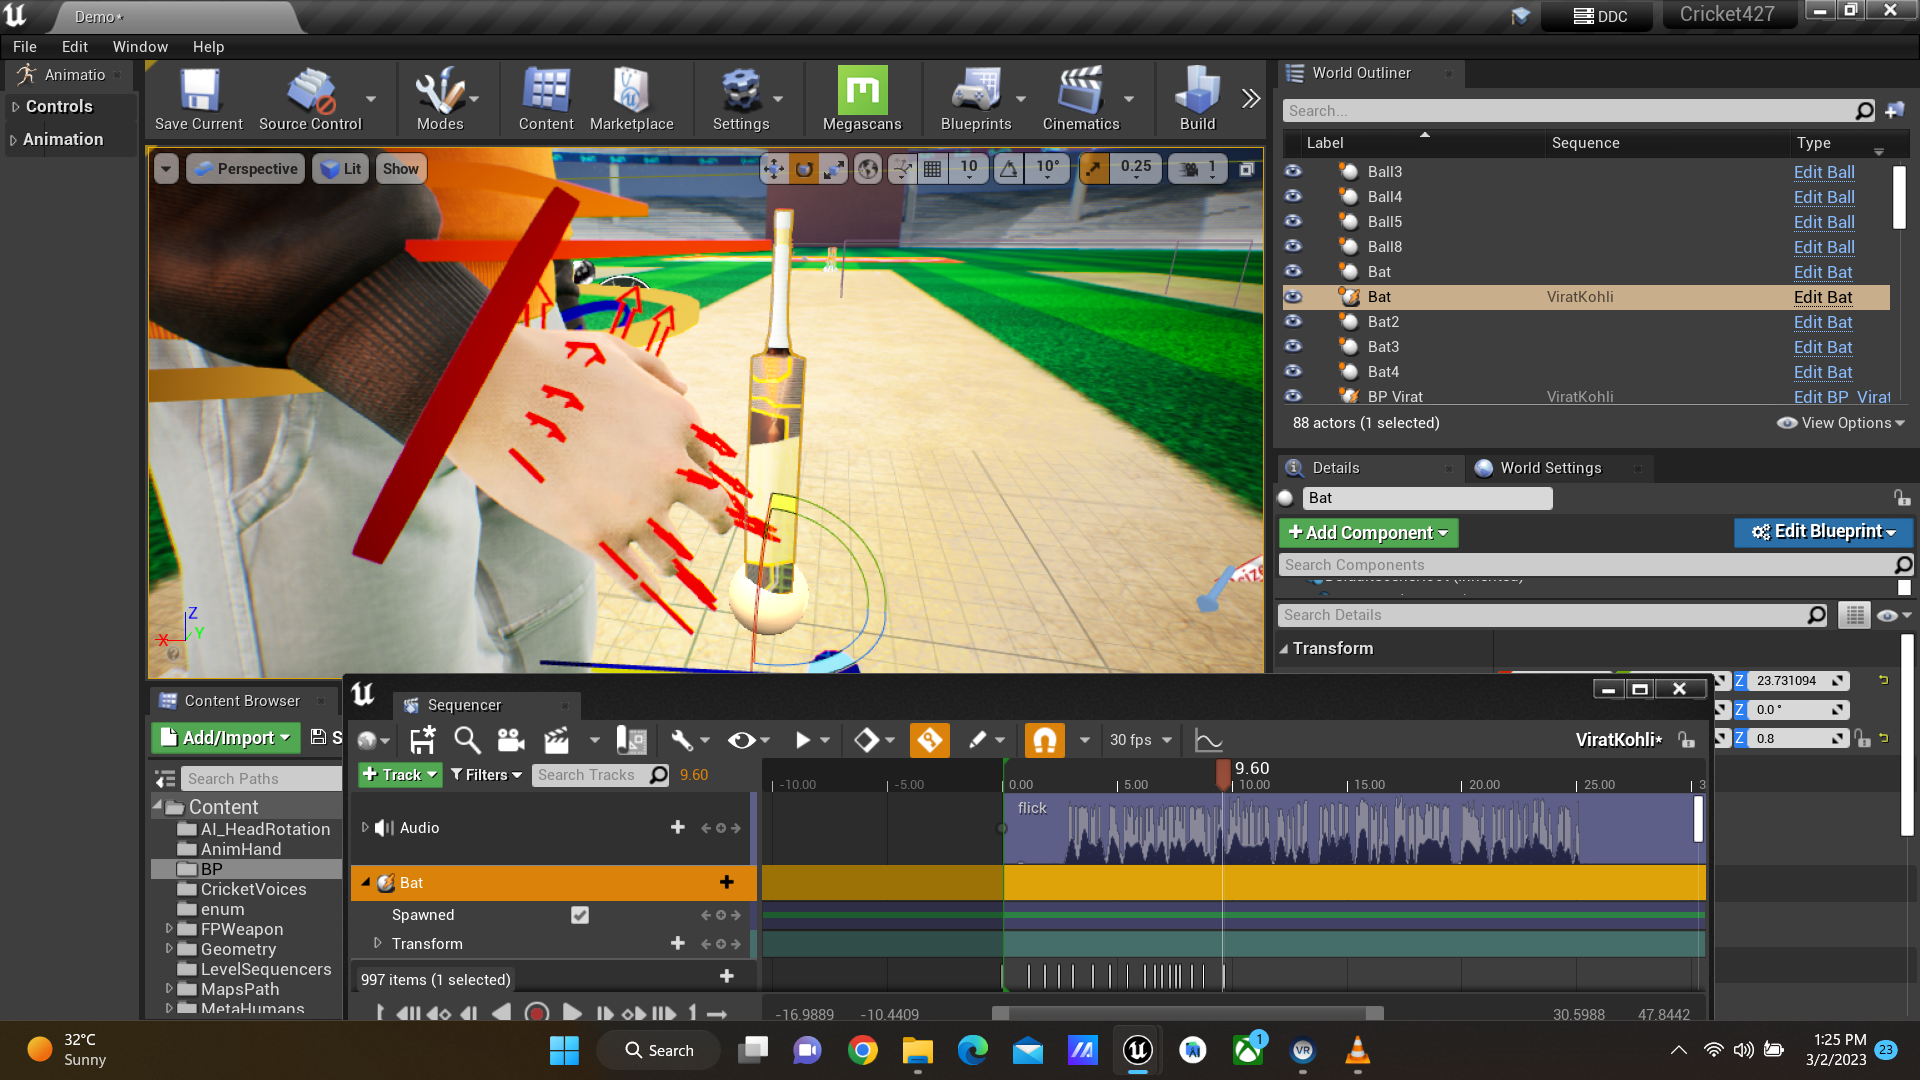 Demo*
DDC
Cricket427
File Edit Window Help
Animatio
Controls
Animation
Save Current
Source Control
Modes
Content
Marketplace
Settings
Megascans
Blueprints
Cinematics
Build
Perspective
Lit
Show
10
10°
0.25
1
Z
X
Y
World Outliner
Search...
Label Sequence Type
Ball3 Edit Ball
Ball4 Edit Ball
Ball5 Edit Ball
Ball8 Edit Ball
Bat Edit Bat
Bat ViratKohli Edit Bat
Bat2 Edit Bat
Bat3 Edit Bat
Bat4 Edit Bat
BP Virat ViratKohli Edit BP Virat
88 actors (1 selected)
View Options
Details
World Settings
Bat
+Add Component
Edit Blueprint
Search Components
Search Details
Transform
Z 23.731094
Z 0.0 °
Z 0.8
Content Browser
Add/Import
S
Search Paths
Content
AI_HeadRotation
AnimHand
BP
CricketVoices
enum
FPWeapon
Geometry
LevelSequencers
MapsPath
MetaHumans
Sequencer
30 fps
ViratKohli*
+ Track
Filters
Search Tracks
9.60
-10.00 -5.00 0.00 5.00 10.00 15.00 20.00 25.00 3
9.60
Audio
flick
Bat
Spawned
Transform
997 items (1 selected)
-16.9889 -10.4409 30.5988 47.8442
32°C
Sunny
Search
1
VR
1:25 PM
3/2/2023
23